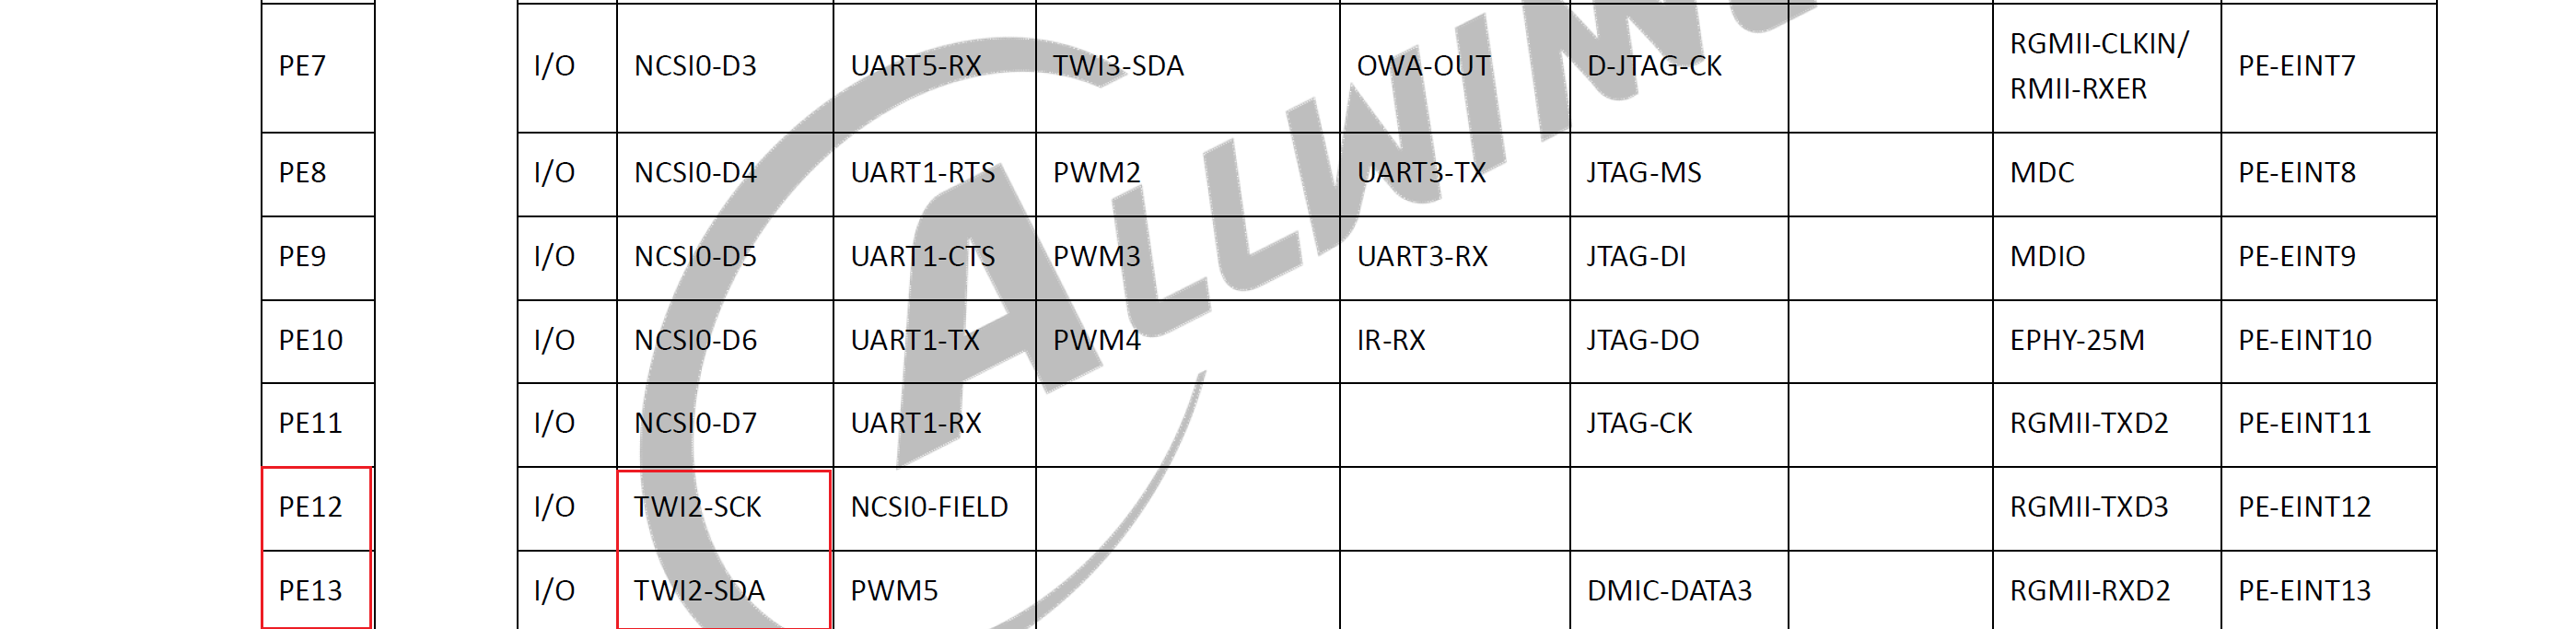 PE7 I/O NCSI0-D3 UART5-RX TWI3-SDA OWA-OUT D-JTAG-CK RGMII-CLKIN/ RMII-RXER PE-EINT7
PE8 I/O NCSI0-D4 UART1-RTS PWM2 UART3-TX JTAG-MS MDC PE-EINT8
PE9 I/O NCSI0-D5 UART1-CTS PWM3 UART3-RX JTAG-DI MDIO PE-EINT9
PE10 I/O NCSI0-D6 UART1-TX PWM4 IR-RX JTAG-DO EPHY-25M PE-EINT10
PE11 I/O NCSI0-D7 UART1-RX JTAG-CK RGMII-TXD2 PE-EINT11
PE12 I/O TWI2-SCK NCSI0-FIELD RGMII-TXD3 PE-EINT12
PE13 I/O TWI2-SDA PWM5 DMIC-DATA3 RGMII-RXD2 PE-EINT13